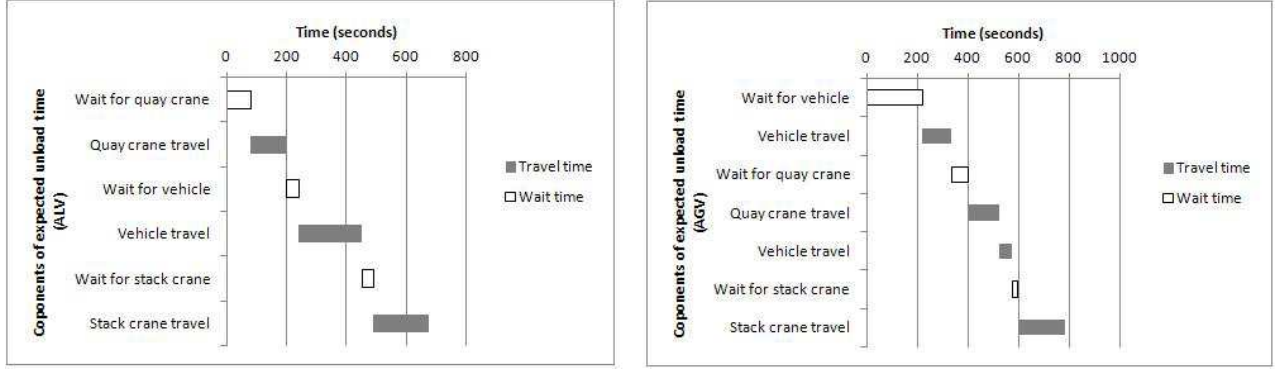 Time (seconds)
0 200 400 600 800
Coponents of expected unload time
(ALV)
Wait for quay crane
Quay crane travel
Wait for vehicle
Vehicle travel
Wait for stack crane
Stack crane travel
Travel time
Wait time
Time (seconds)
0 200 400 600 800 1000
Coponents of expected unload time
(AGV)
Wait for vehicle
Vehicle travel
Wait for quay crane
Quay crane travel
Vehicle travel
Wait for stack crane
Stack crane travel
Travel time
Wait time